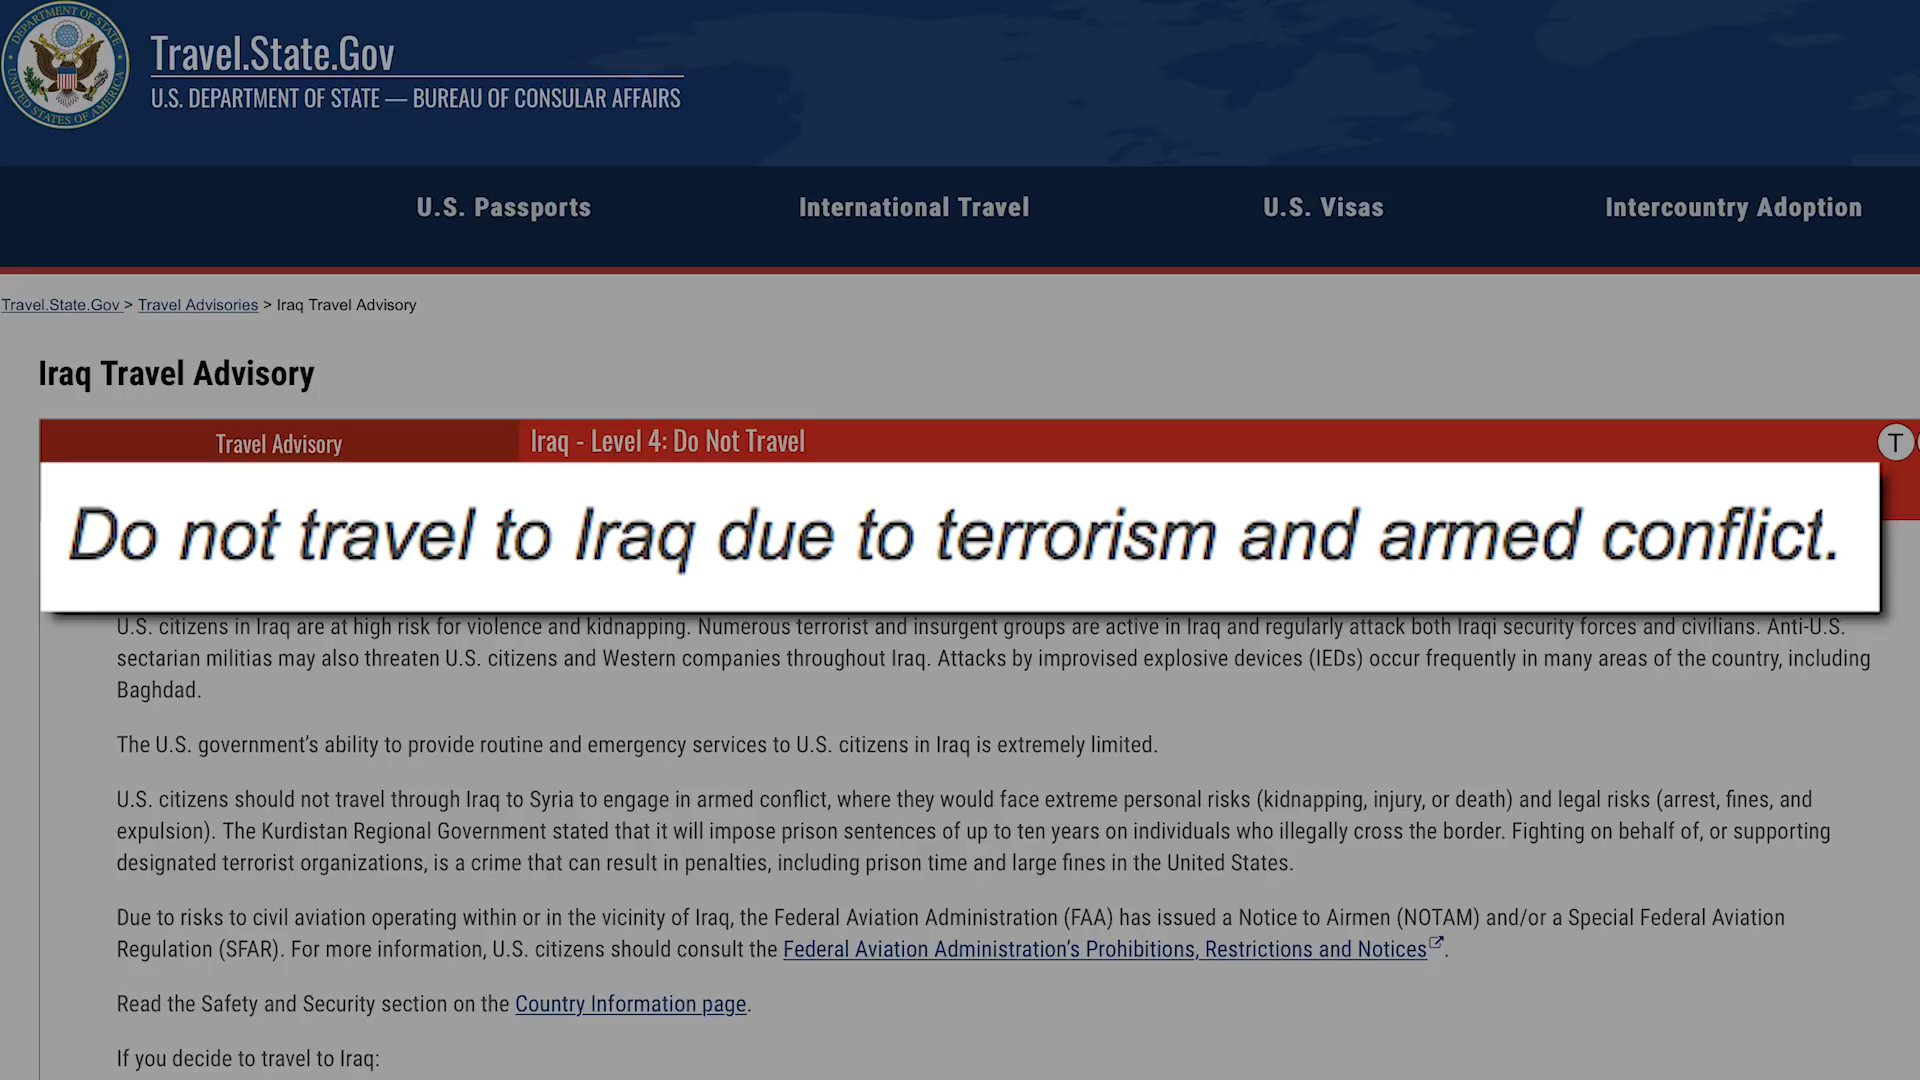 DEPARTMENT OF STATE
UNITED STATES OF AMERICA
Travel.State.Gov
U.S. DEPARTMENT OF STATE — BUREAU OF CONSULAR AFFAIRS
U.S. Passports
International Travel
U.S. Visas
Intercountry Adoption
Travel.State.Gov > Travel Advisories > Iraq Travel Advisory
Iraq Travel Advisory
Travel Advisory
Iraq - Level 4: Do Not Travel
T
Do not travel to Iraq due to terrorism and armed conflict.
U.S. citizens in Iraq are at high risk for violence and kidnapping. Numerous terrorist and insurgent groups are active in Iraq and regularly attack both Iraqi security forces and civilians. Anti-U.S.
sectarian militias may also threaten U.S. citizens and Western companies throughout Iraq. Attacks by improvised explosive devices (IEDs) occur frequently in many areas of the country, including
Baghdad.
The U.S. government’s ability to provide routine and emergency services to U.S. citizens in Iraq is extremely limited.
U.S. citizens should not travel through Iraq to Syria to engage in armed conflict, where they would face extreme personal risks (kidnapping, injury, or death) and legal risks (arrest, fines, and
expulsion). The Kurdistan Regional Government stated that it will impose prison sentences of up to ten years on individuals who illegally cross the border. Fighting on behalf of, or supporting
designated terrorist organizations, is a crime that can result in penalties, including prison time and large fines in the United States.
Due to risks to civil aviation operating within or in the vicinity of Iraq, the Federal Aviation Administration (FAA) has issued a Notice to Airmen (NOTAM) and/or a Special Federal Aviation
Regulation (SFAR). For more information, U.S. citizens should consult the Federal Aviation Administration’s Prohibitions, Restrictions and Notices.
Read the Safety and Security section on the Country Information page.
If you decide to travel to Iraq: